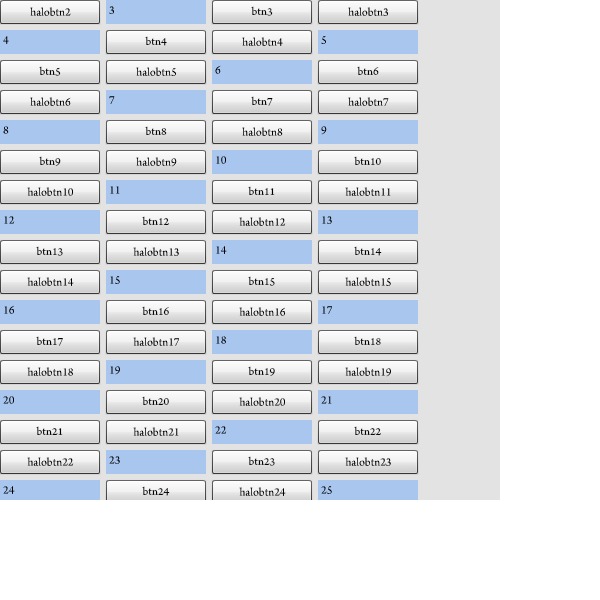 halobtn2 3 btn3 halobtn3
4 btn4 halobtn4 5
btn5 halobtn5 6 btn6
halobtn6 7 btn7 halobtn7
8 btn8 halobtn8 9
btn9 halobtn9 10 btn10
halobtn10 11 btn11 halobtn11
12 btn12 halobtn12 13
btn13 halobtn13 14 btn14
halobtn14 15 btn15 halobtn15
16 btn16 halobtn16 17
btn17 halobtn17 18 btn18
halobtn18 19 btn19 halobtn19
20 btn20 halobtn20 21
btn21 halobtn21 22 btn22
halobtn22 23 btn23 halobtn23
24 btn24 halobtn24 25